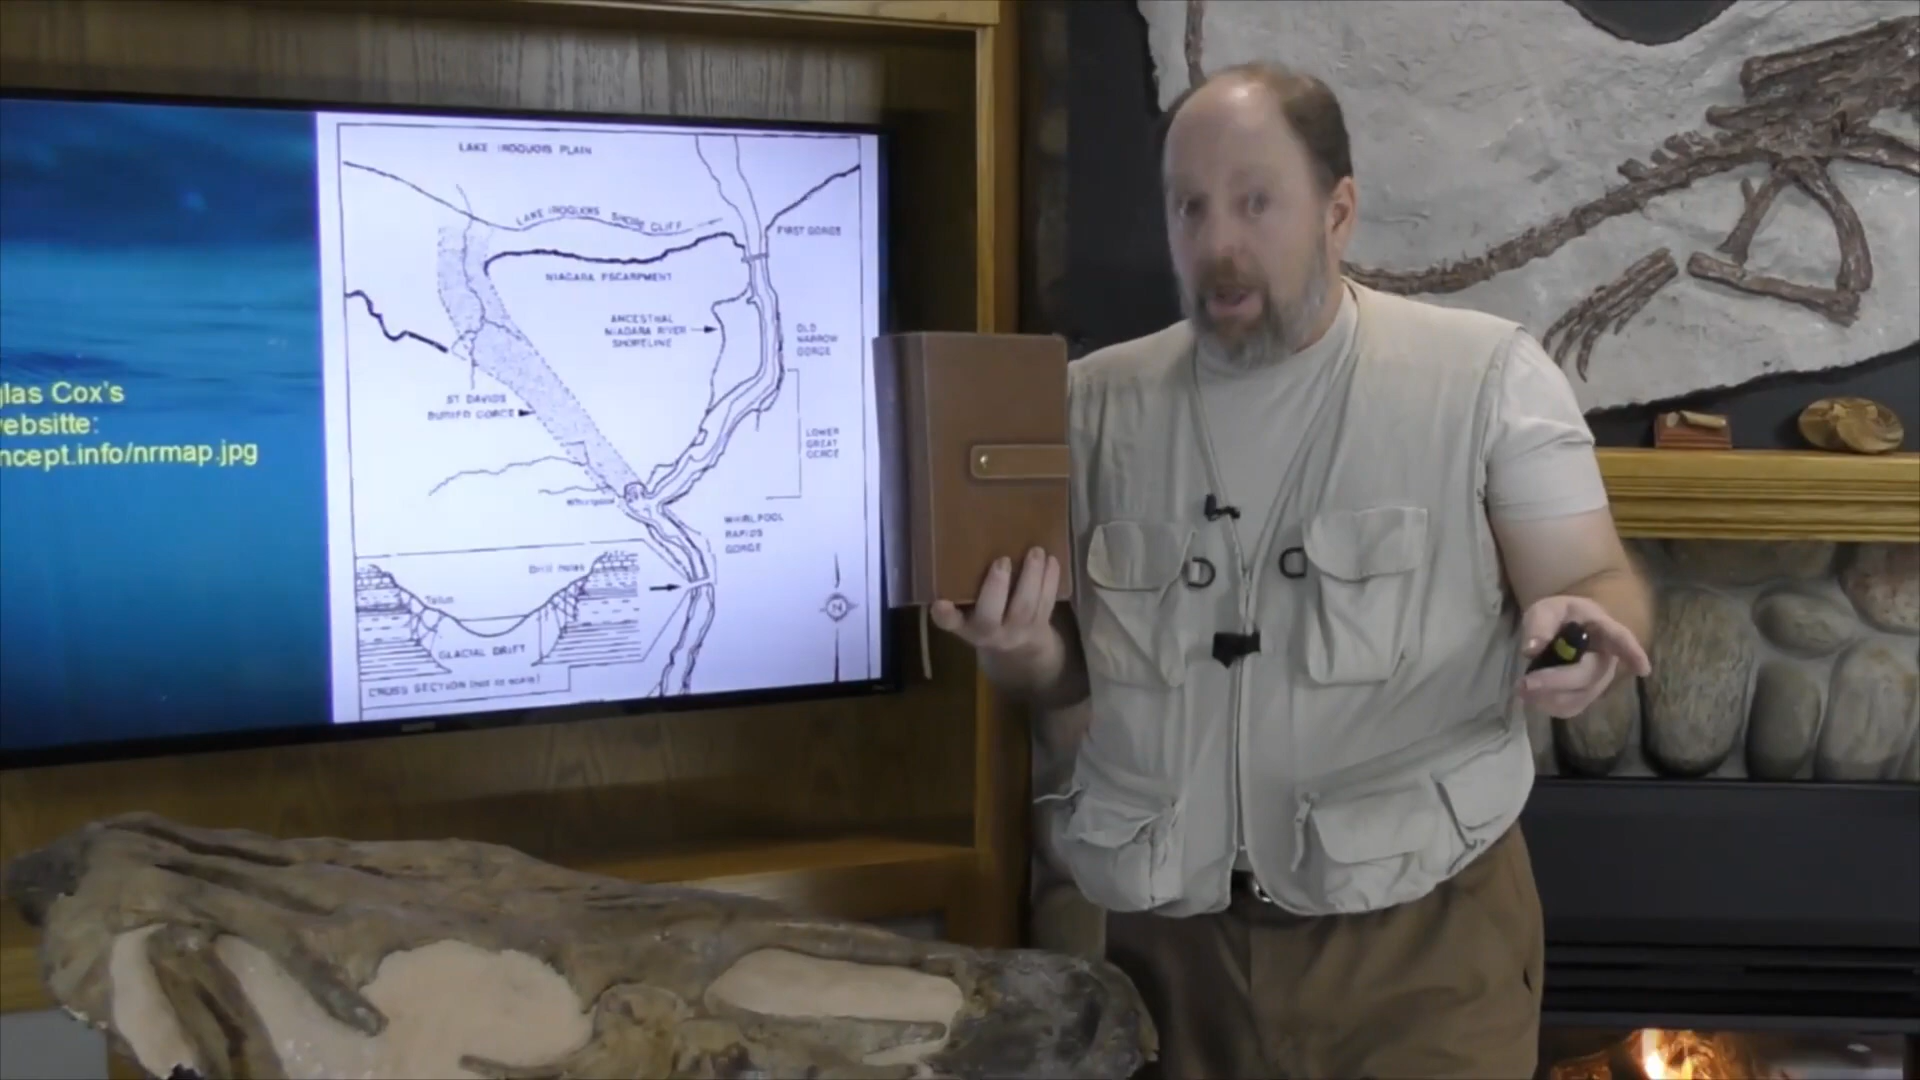 glas Cox's
ebsitte:
ncept.info/nrmap.jpg
LAKE IROQUOIS PLAIN
LAKE IROQUOIS SHORE CLIFF
FIRST GORGE
NIAGARA ESCARPMENT
ANCESTRAL
NIAGARA RIVER
SHORELINE
OLD
NARROW
GORGE
ST DAVIDS
BURIED GORGE
LOWER
GREAT
GORGE
Whirlpool
WHIRLPOOL
RAPIDS
GORGE
Drill Holes
Talus
GLACIAL DRIFT
CROSS SECTION (not to scale)
N